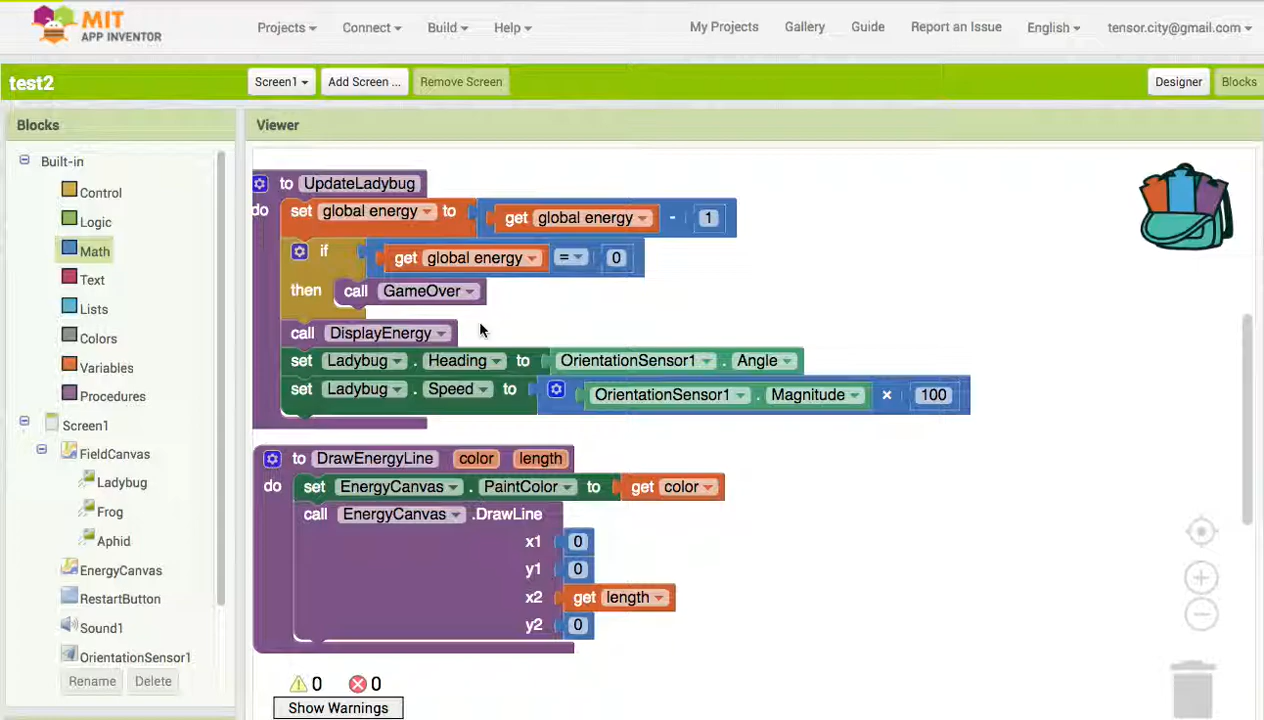 MIT
APP INVENTOR
Projects Connect Build Help My Projects Gallery Guide Report an Issue English tensor.city@gmail.com
test2 Screen1 Add Screen ... Remove Screen Designer Blocks
Blocks
Built-in
Control
Logic
Math
Text
Lists
Colors
Variables
Procedures
Screen1
FieldCanvas
Ladybug
Frog
Aphid
EnergyCanvas
RestartButton
Sound1
OrientationSensor1
Rename Delete
Viewer
to UpdateLadybug
do set global energy to get global energy - 1
if get global energy = 0
then call GameOver
call DisplayEnergy
set Ladybug . Heading to OrientationSensor1 . Angle
set Ladybug . Speed to OrientationSensor1 . Magnitude × 100
to DrawEnergyLine color length
do set EnergyCanvas . PaintColor to get color
call EnergyCanvas .DrawLine
x1 0
y1 0
x2 get length
y2 0
0 0
Show Warnings